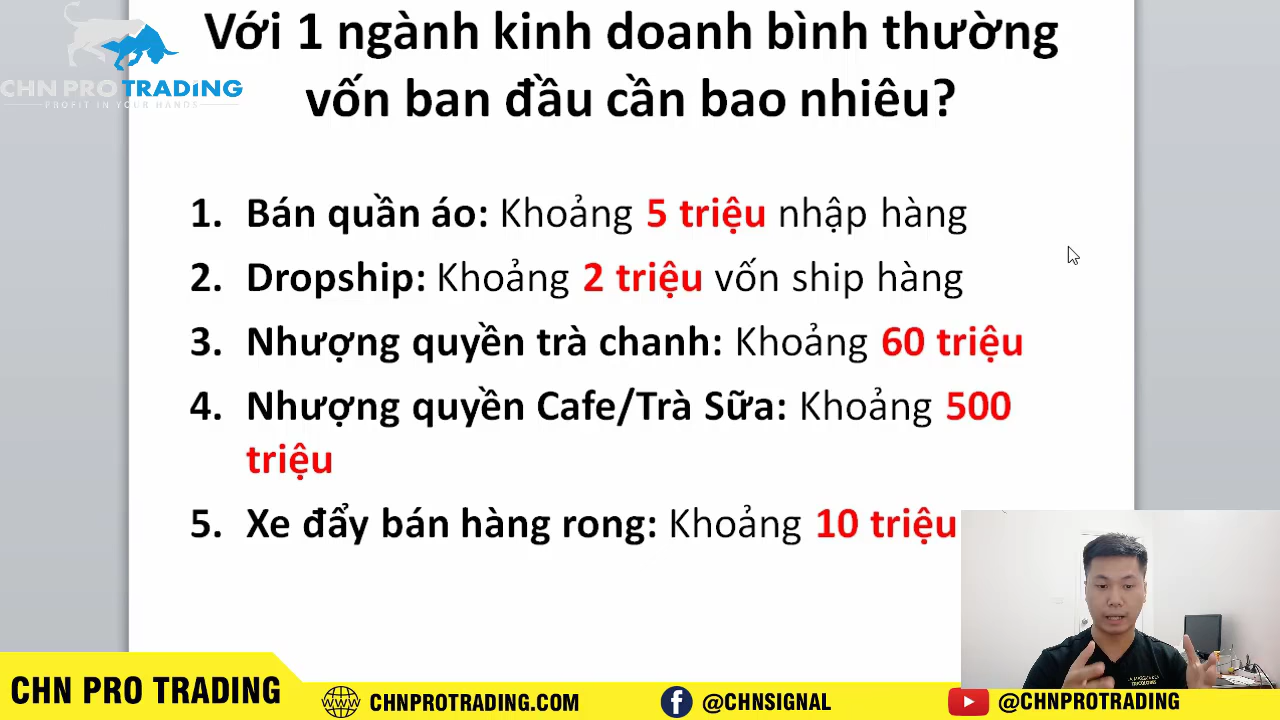 Với 1 ngành kinh doanh bình thường
vốn ban đầu cần bao nhiêu?
CHN PRO TRADING
PROFIT IN YOUR HANDS
1. Bán quần áo: Khoảng 5 triệu nhập hàng
2. Dropship: Khoảng 2 triệu vốn ship hàng
3. Nhượng quyền trà chanh: Khoảng 60 triệu
4. Nhượng quyền Cafe/Trà Sữa: Khoảng 500
triệu
5. Xe đẩy bán hàng rong: Khoảng 10 triệu
CHN PRO TRADING
CHNPROTRADING.COM
@CHNSIGNAL
@CHNPROTRADING